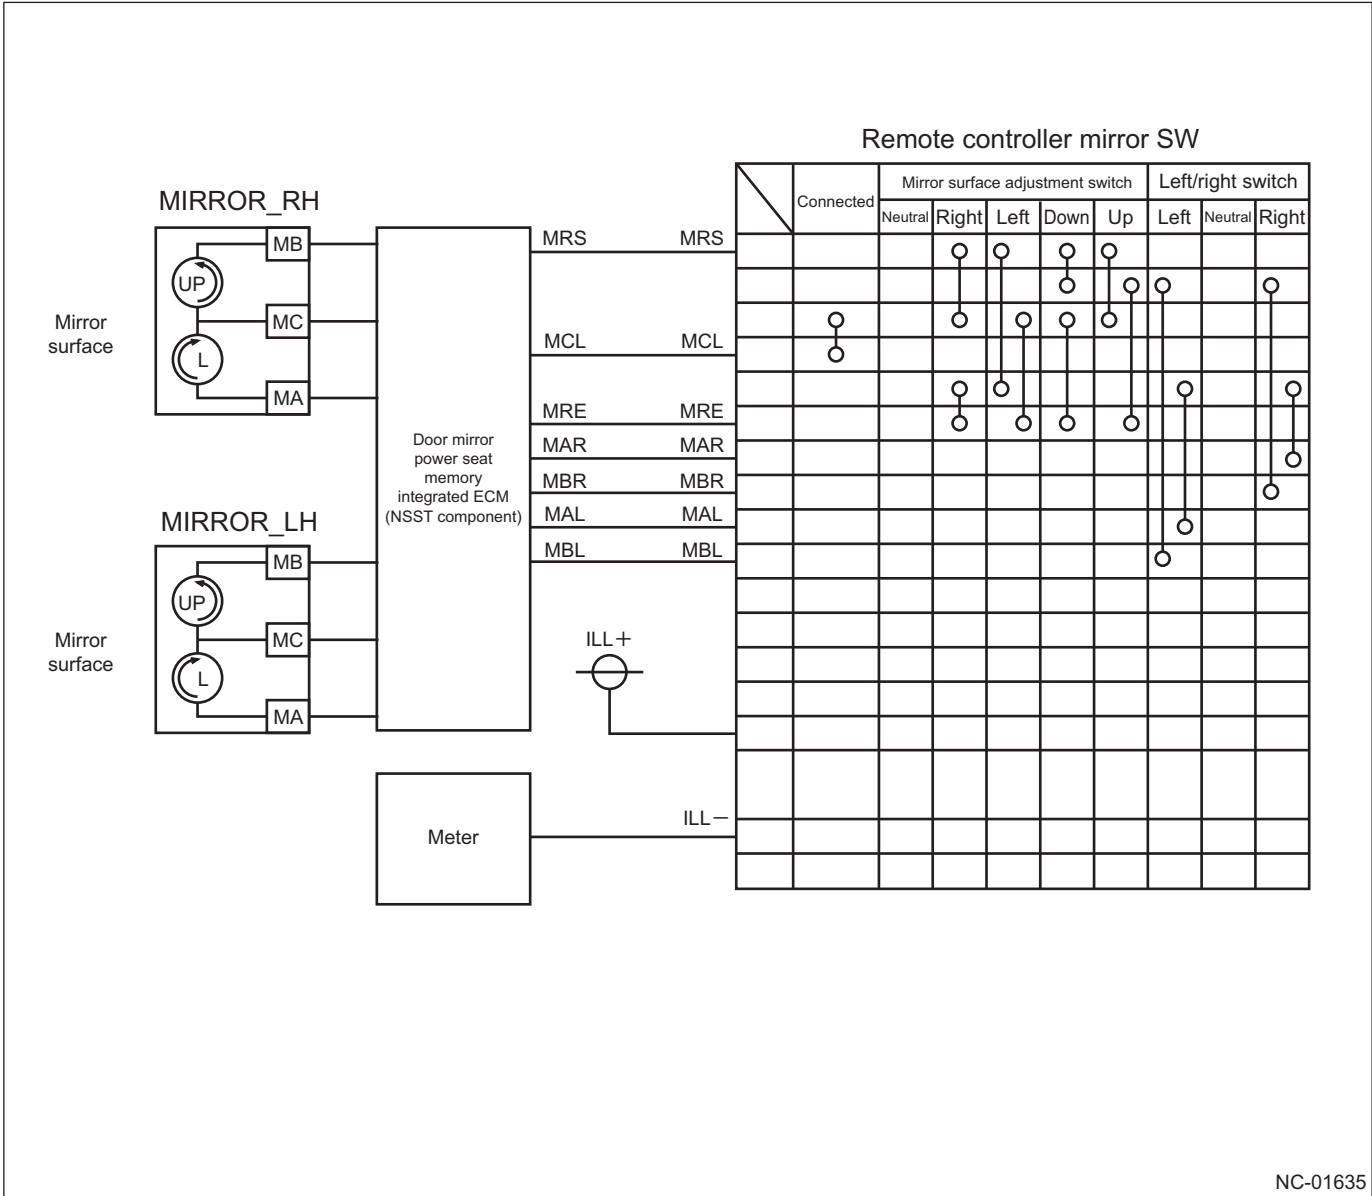 Remote controller mirror SW
Connected
Mirror surface adjustment switch
Left/right switch
Neutral Right Left Down Up Left Neutral Right
MIRROR_RH
MB
UP
MC
L
MA
Mirror
surface
MIRROR_LH
MB
UP
MC
L
MA
Mirror
surface
Door mirror
power seat
memory
integrated ECM
(NSST component)
MRS MRS
MCL MCL
MRE MRE
MAR MAR
MBR MBR
MAL MAL
MBL MBL
ILL+
Meter
ILL−
NC-01635